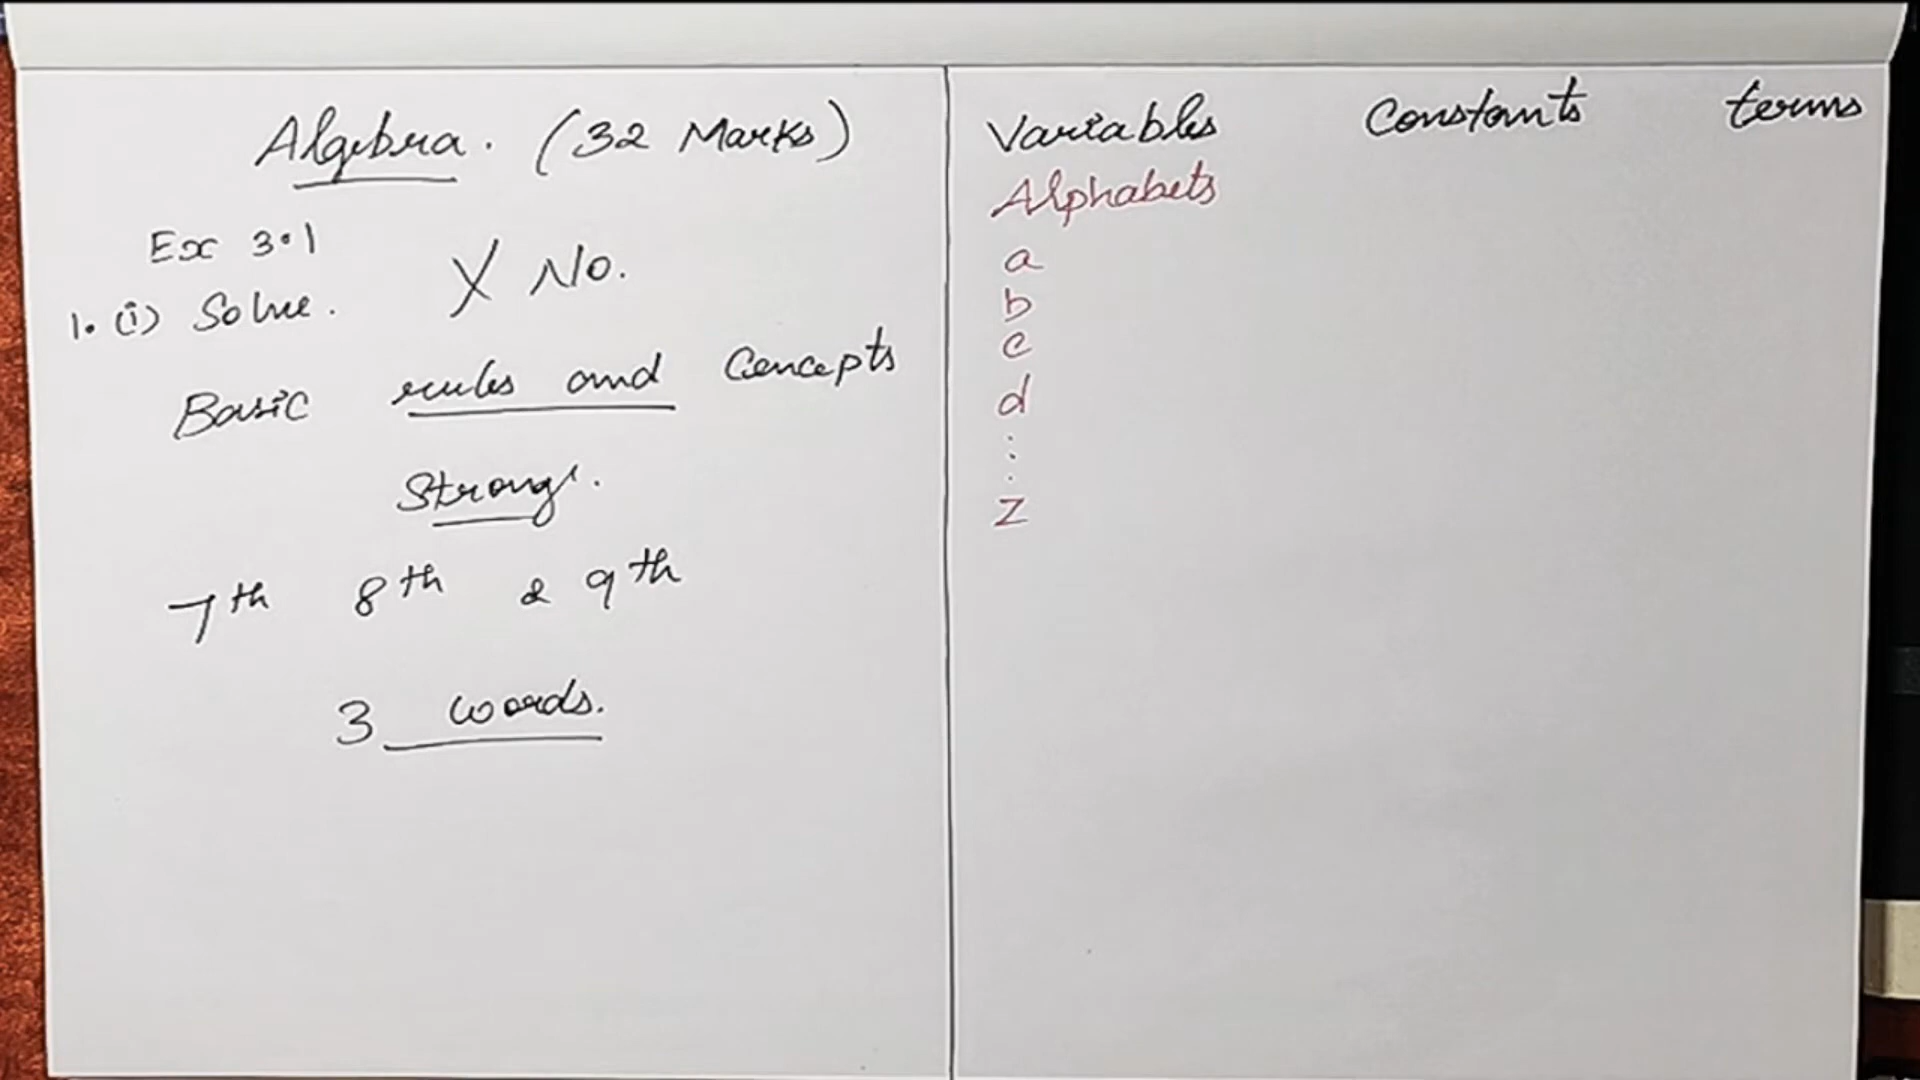 Algebra. (32 Marks)
Ex 3.1
X No.
1. (i) Solve.
Basic rules and Concepts
Strong.
7th 8th & 9th
3 words.
Variables Constants terms
Alphabets
a
b
c
d
:
:
z